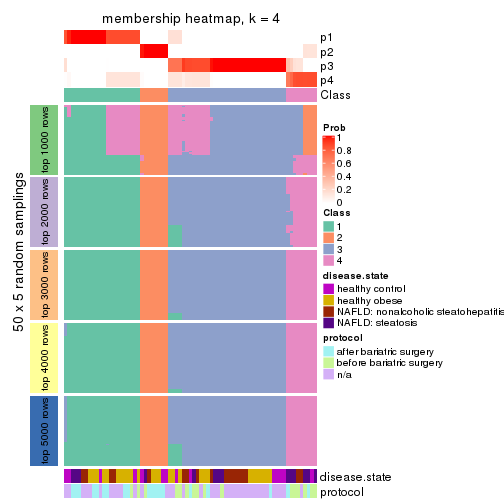 membership heatmap, k = 4
p1
p2
p3
p4
Class
50 x 5 random samplings
top 1000 rows
top 2000 rows
top 3000 rows
top 4000 rows
top 5000 rows
disease.state
protocol
Prob
1
0.8
0.6
0.4
0.2
0
Class
1
2
3
4
disease.state
healthy control
healthy obese
NAFLD: nonalcoholic steatohepatitis
NAFLD: steatosis
protocol
after bariatric surgery
before bariatric surgery
n/a